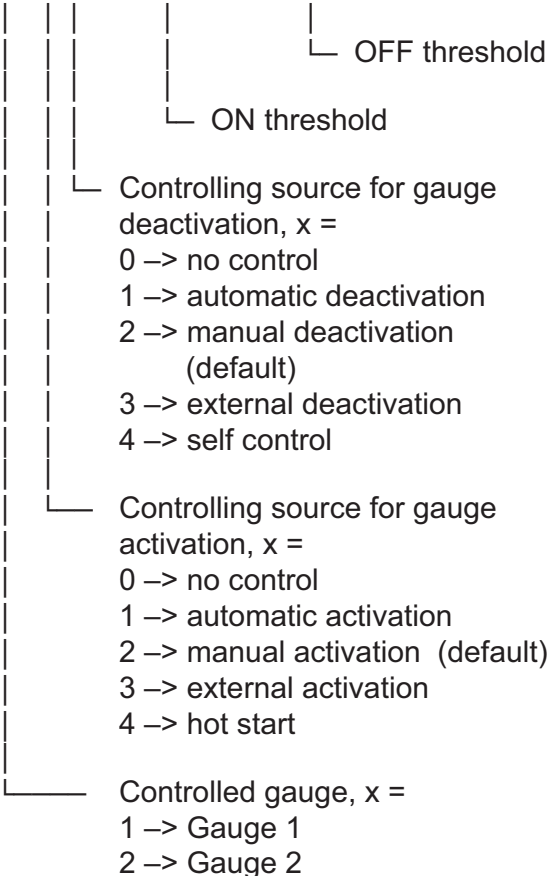 OFF threshold
ON threshold
Controlling source for gauge
deactivation, x =
0 –> no control
1 –> automatic deactivation
2 –> manual deactivation
(default)
3 –> external deactivation
4 –> self control
Controlling source for gauge
activation, x =
0 –> no control
1 –> automatic activation
2 –> manual activation (default)
3 –> external activation
4 –> hot start
Controlled gauge, x =
1 –> Gauge 1
2 –> Gauge 2